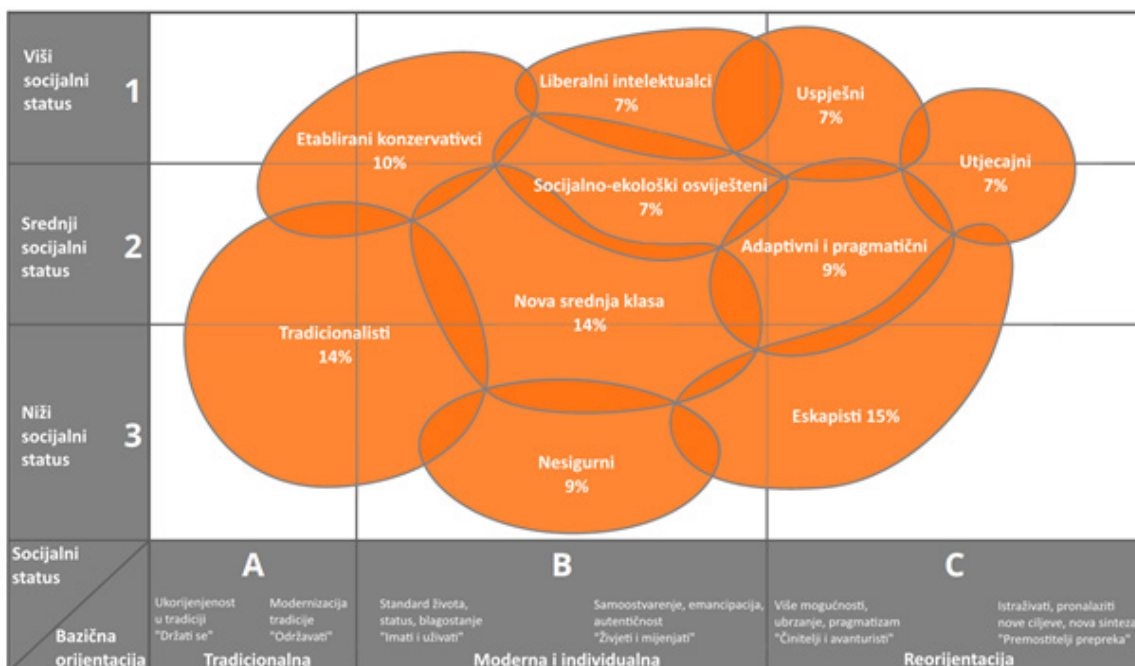 Viši
socijalni
status
1
Srednji
socijalni
status
2
Niži
socijalni
status
3
Liberalni intelektualci
7%
Uspješni
7%
Etablirani konzervativci
10%
Utjecajni
7%
Socijalno-ekološki osviješteni
7%
Adaptivni i pragmatični
9%
Nova srednja klasa
14%
Tradicionalisti
14%
Eskapisti 15%
Nesigurni
9%
Socijalni
status
Bazična
orijentacija
A
Ukorijenjenost
u tradiciji
"Držati se"
Modernizacija
tradicije
"Održavati"
Tradicionalna
B
Standard života,
status, blagostanje
"Imati i uživati"
Samoostvarenje, emancipacija,
autentičnost
"Živjeti i mijenjati"
Moderna i individualna
C
Više mogućnosti,
ubrzanje, pragmatizam
"Činitelji i avanturisti"
Istraživati, pronalaziti
nove ciljeve, nova sinteza
"Premostitelji prepreka"
Reorijentacija